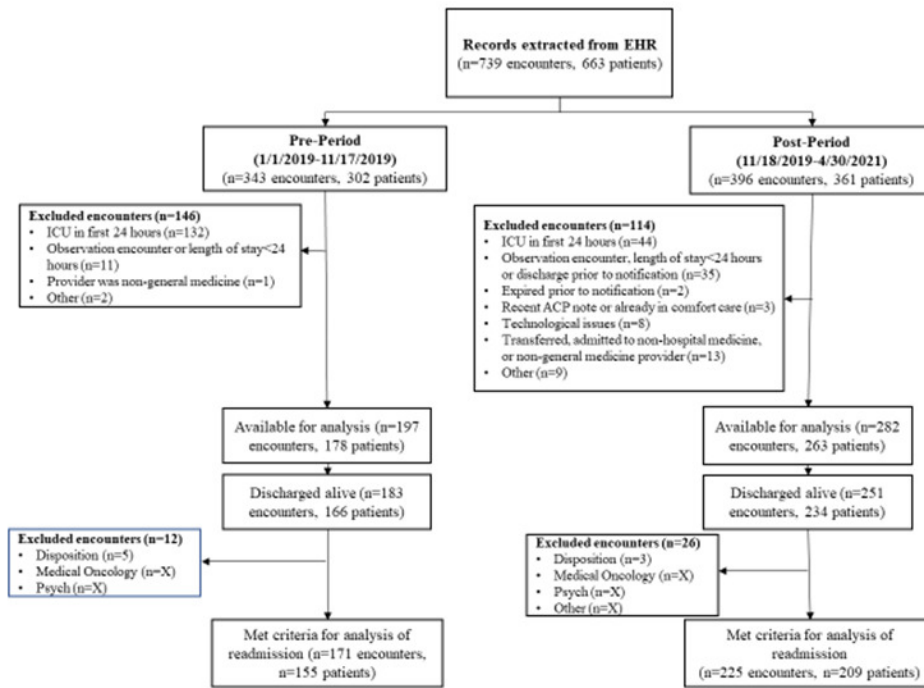 Records extracted from EHR
(n=739 encounters, 663 patients)
Pre-Period
(1/1/2019-11/17/2019)
(n=343 encounters, 302 patients)
Post-Period
(11/18/2019-4/30/2021)
(n=396 encounters, 361 patients)
Excluded encounters (n=146)
• ICU in first 24 hours (n=132)
• Observation encounter or length of stay<24
hours (n=11)
• Provider was non-general medicine (n=1)
• Other (n=2)
Excluded encounters (n=114)
• ICU in first 24 hours (n=44)
• Observation encounter, length of stay<24 hours
or discharge prior to notification (n=35)
• Expired prior to notification (n=2)
• Recent ACP note or already in comfort care (n=3)
• Technological issues (n=8)
• Transferred, admitted to non-hospital medicine,
or non-general medicine provider (n=13)
• Other (n=9)
Available for analysis (n=197
encounters, 178 patients)
Available for analysis (n=282
encounters, 263 patients)
Discharged alive (n=183
encounters, 166 patients)
Discharged alive (n=251
encounters, 234 patients)
Excluded encounters (n=12)
• Disposition (n=5)
• Medical Oncology (n=X)
• Psych (n=X)
Excluded encounters (n=26)
• Disposition (n=3)
• Medical Oncology (n=X)
• Psych (n=X)
• Other (n=X)
Met criteria for analysis of
readmission (n=171 encounters,
n=155 patients)
Met criteria for analysis of
readmission
(n=225 encounters, n=209 patients)